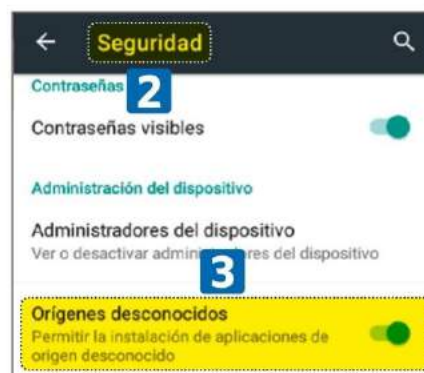 Seguridad
Contraseñas
2
Contraseñas visibles
Administración del dispositivo
Administradores del dispositivo
Ver o desactivar administradores del dispositivo
3
Orígenes desconocidos
Permitir la instalación de aplicaciones de
origen desconocido